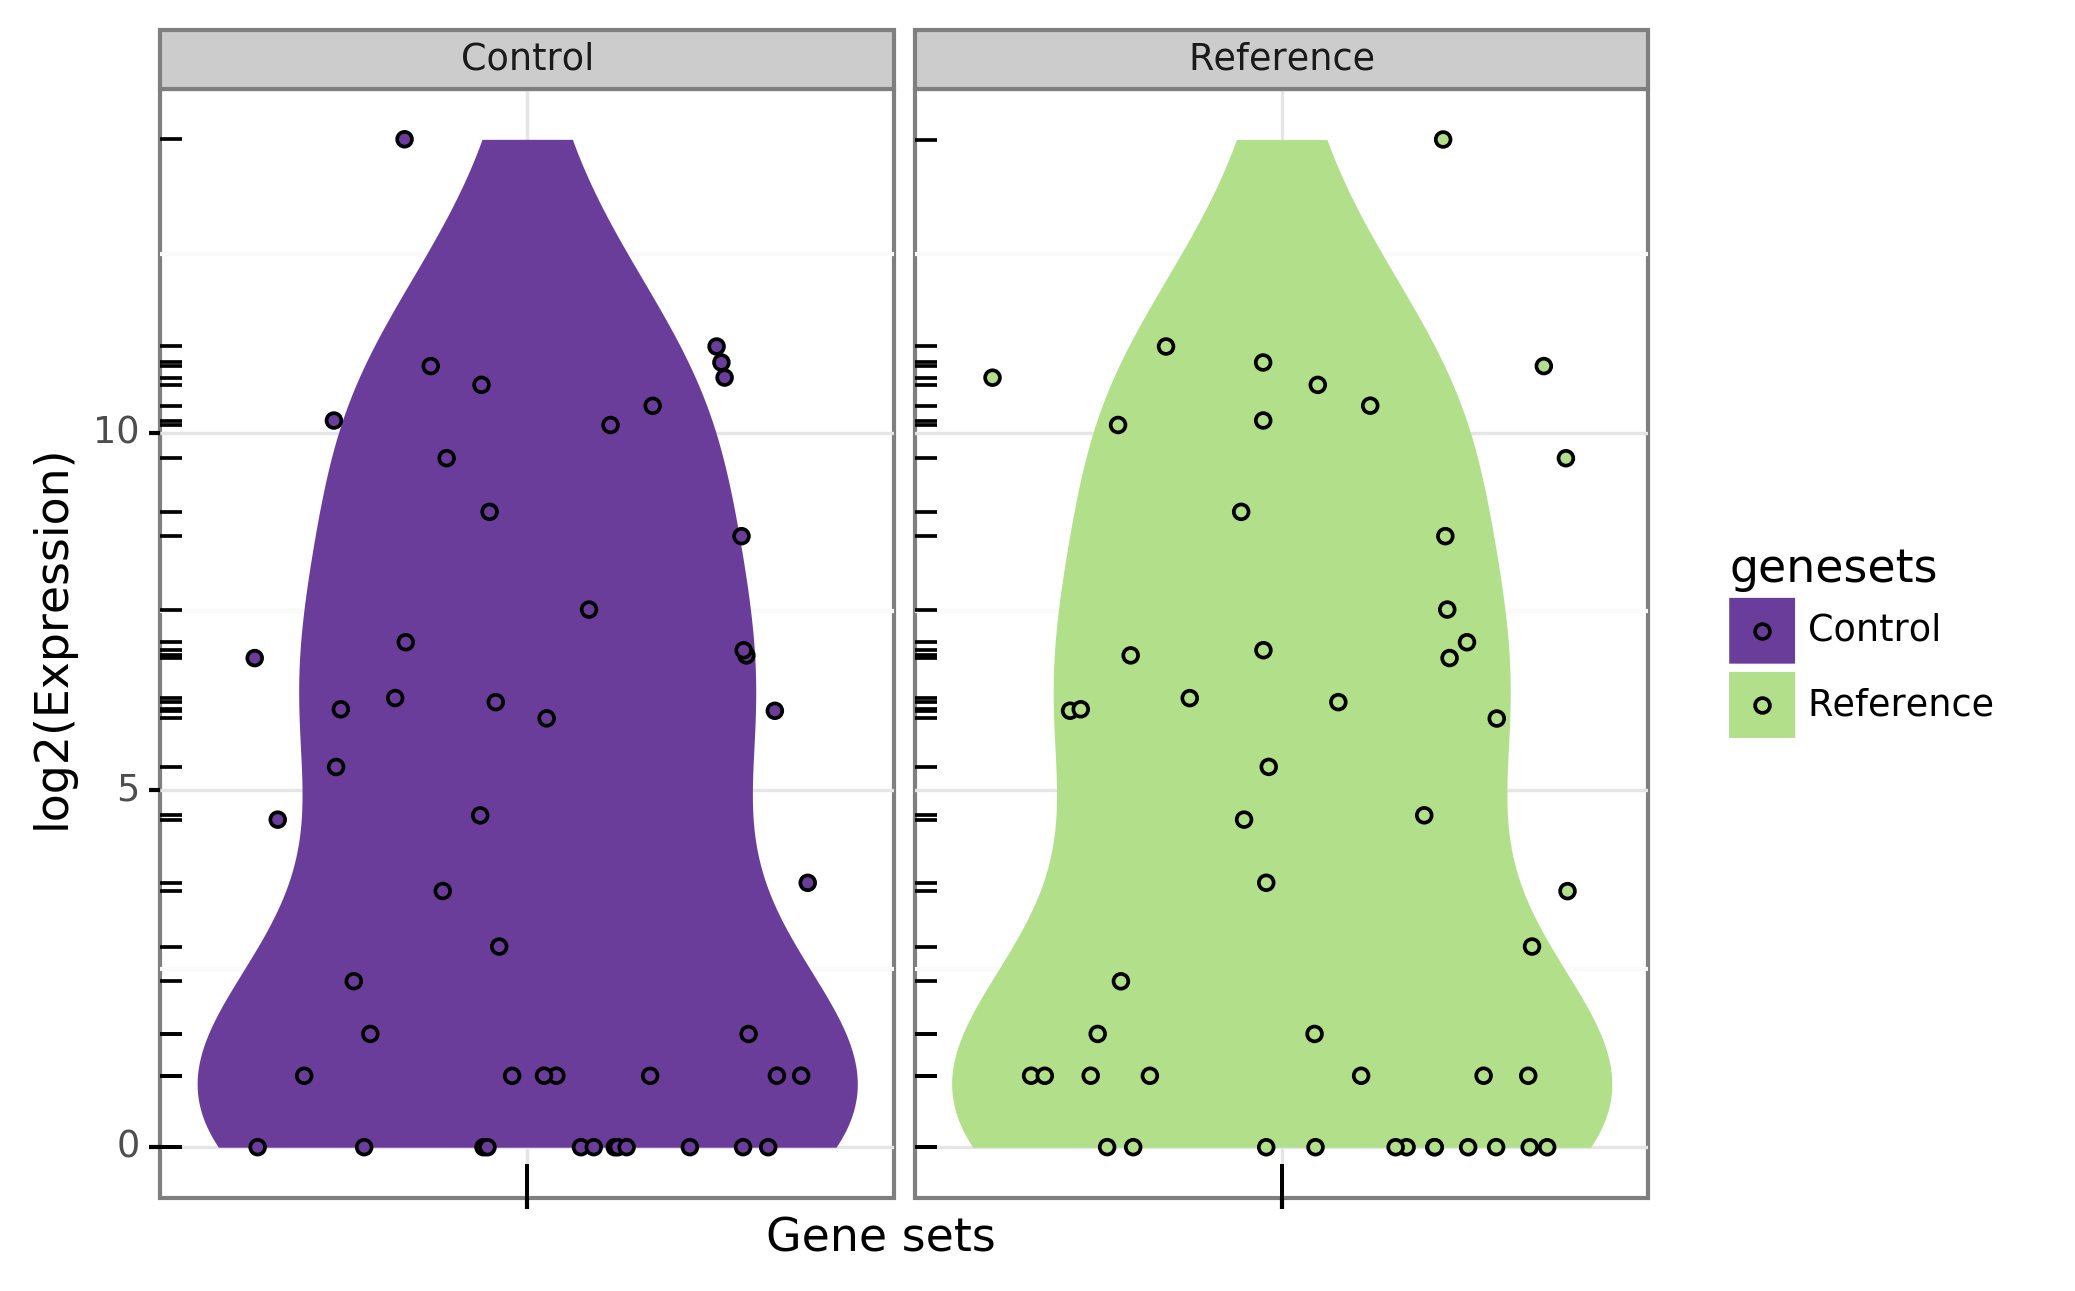 Control
Reference
10
5
0
log2(Expression)
Gene sets
genesets
Control
Reference